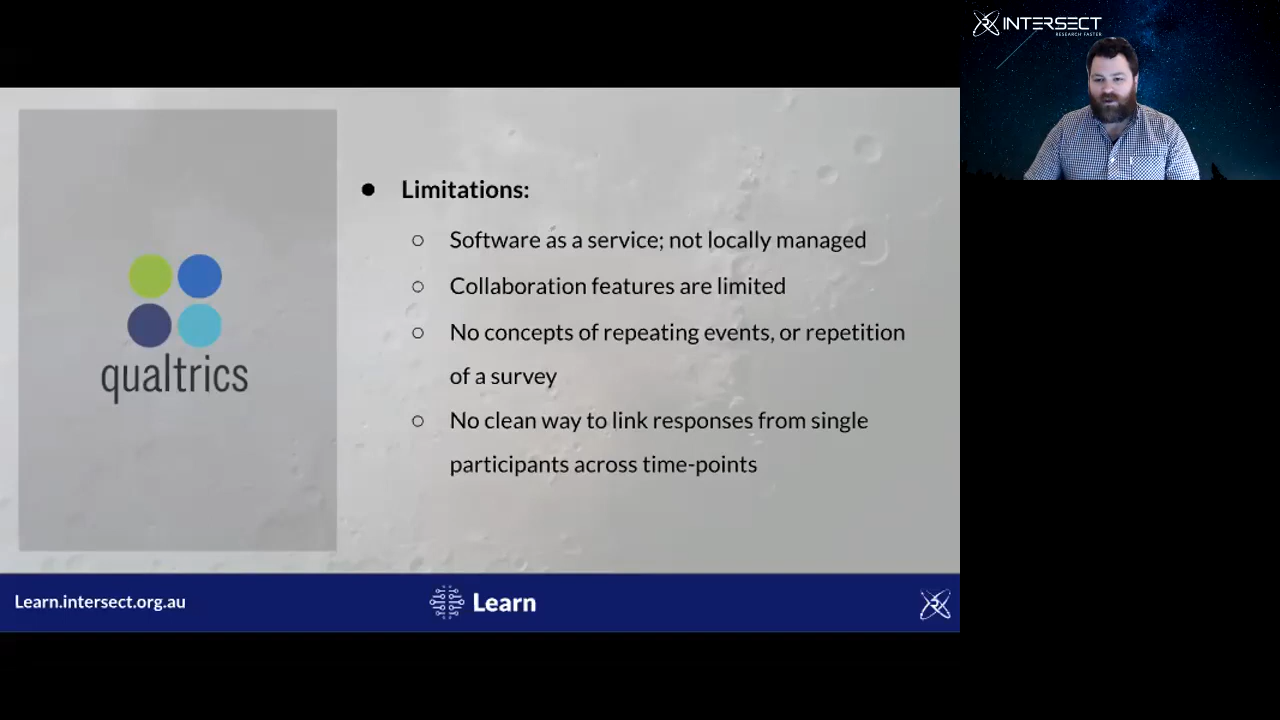 INTERSECT
RESEARCH FASTER
Limitations:
Software as a service; not locally managed
Collaboration features are limited
No concepts of repeating events, or repetition
of a survey
No clean way to link responses from single
participants across time-points
qualtrics
Learn.intersect.org.au
Learn